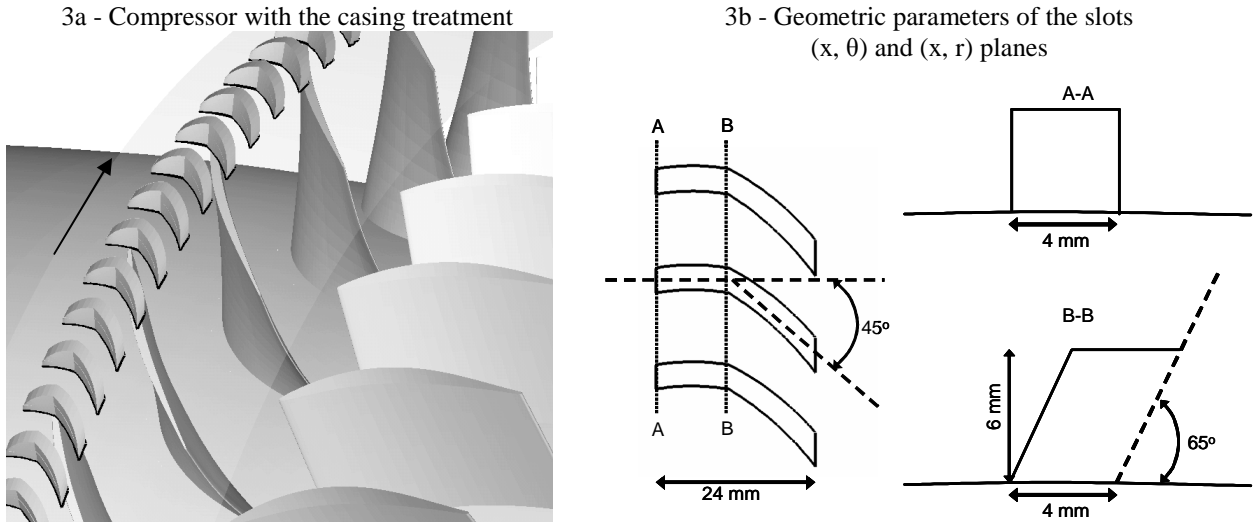 3a - Compressor with the casing treatment
3b - Geometric parameters of the slots
(x, θ) and (x, r) planes
A
B
A
B
45º
24 mm
A-A
4 mm
B-B
6 mm
65º
4 mm